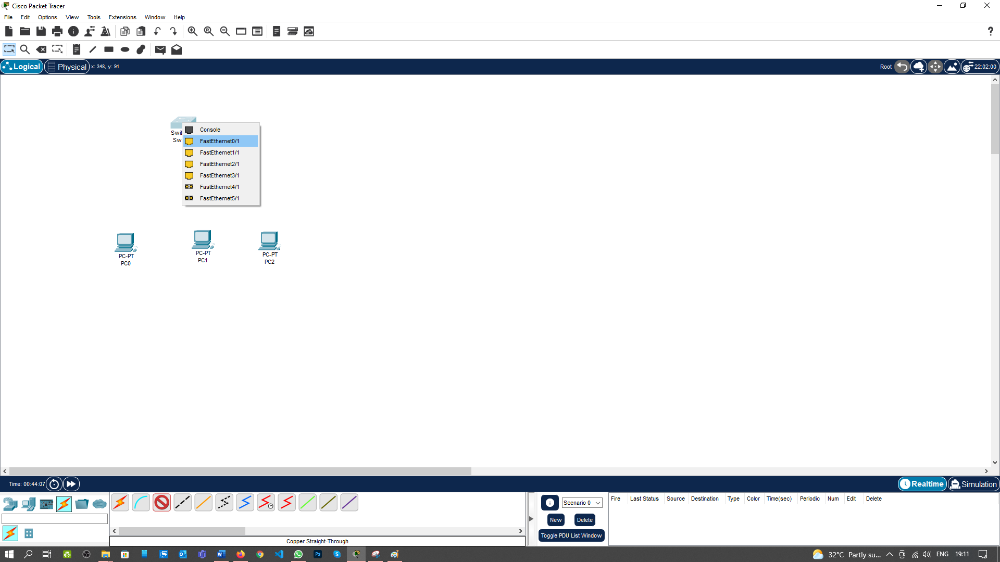 Cisco Packet Tracer
File Edit Options View Tools Extensions Window Help
Logical Physical x: 348, y: 91 Root 22:02:00
Console
FastEthernet0/1
FastEthernet1/1
FastEthernet2/1
FastEthernet3/1
FastEthernet4/1
FastEthernet5/1
Swi
Sw
PC-PT
PC0
PC-PT
PC1
PC-PT
PC2
Time: 00:44:07 Realtime Simulation
Scenario 0
New Delete
Toggle PDU List Window
Fire Last Status Source Destination Type Color Time(sec) Periodic Num Edit Delete
Copper Straight-Through
32°C Partly su... ENG 19:11